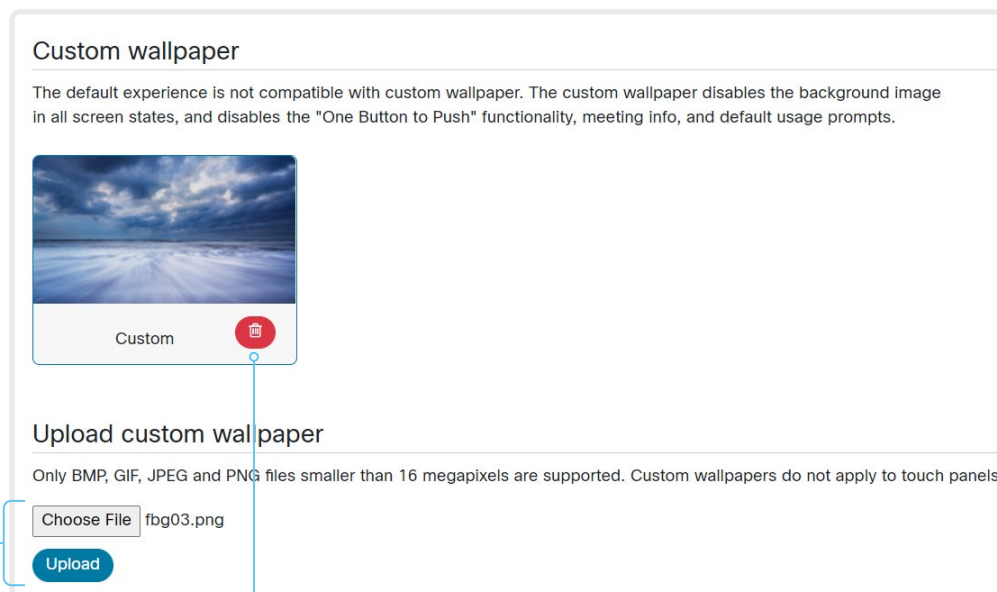 Custom wallpaper
The default experience is not compatible with custom wallpaper. The custom wallpaper disables the background image
in all screen states, and disables the "One Button to Push" functionality, meeting info, and default usage prompts.
Custom
Upload custom wallpaper
Only BMP, GIF, JPEG and PNG files smaller than 16 megapixels are supported. Custom wallpapers do not apply to touch panels
Choose File fbg03.png
Upload